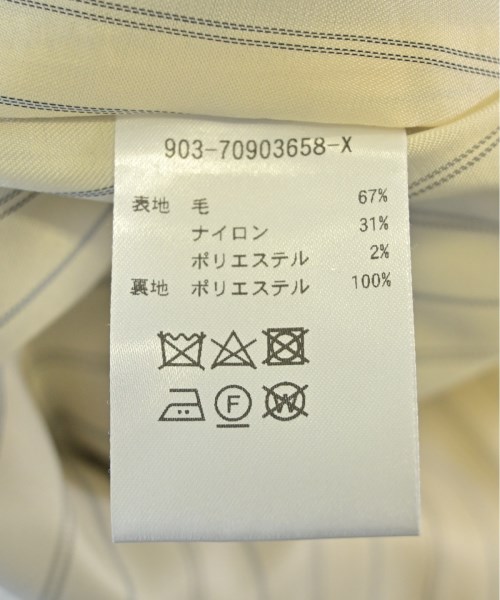 903-70903658-X
表地 毛 67%
ナイロン 31%
ポリエステル 2%
裏地 ポリエステル 100%
F W